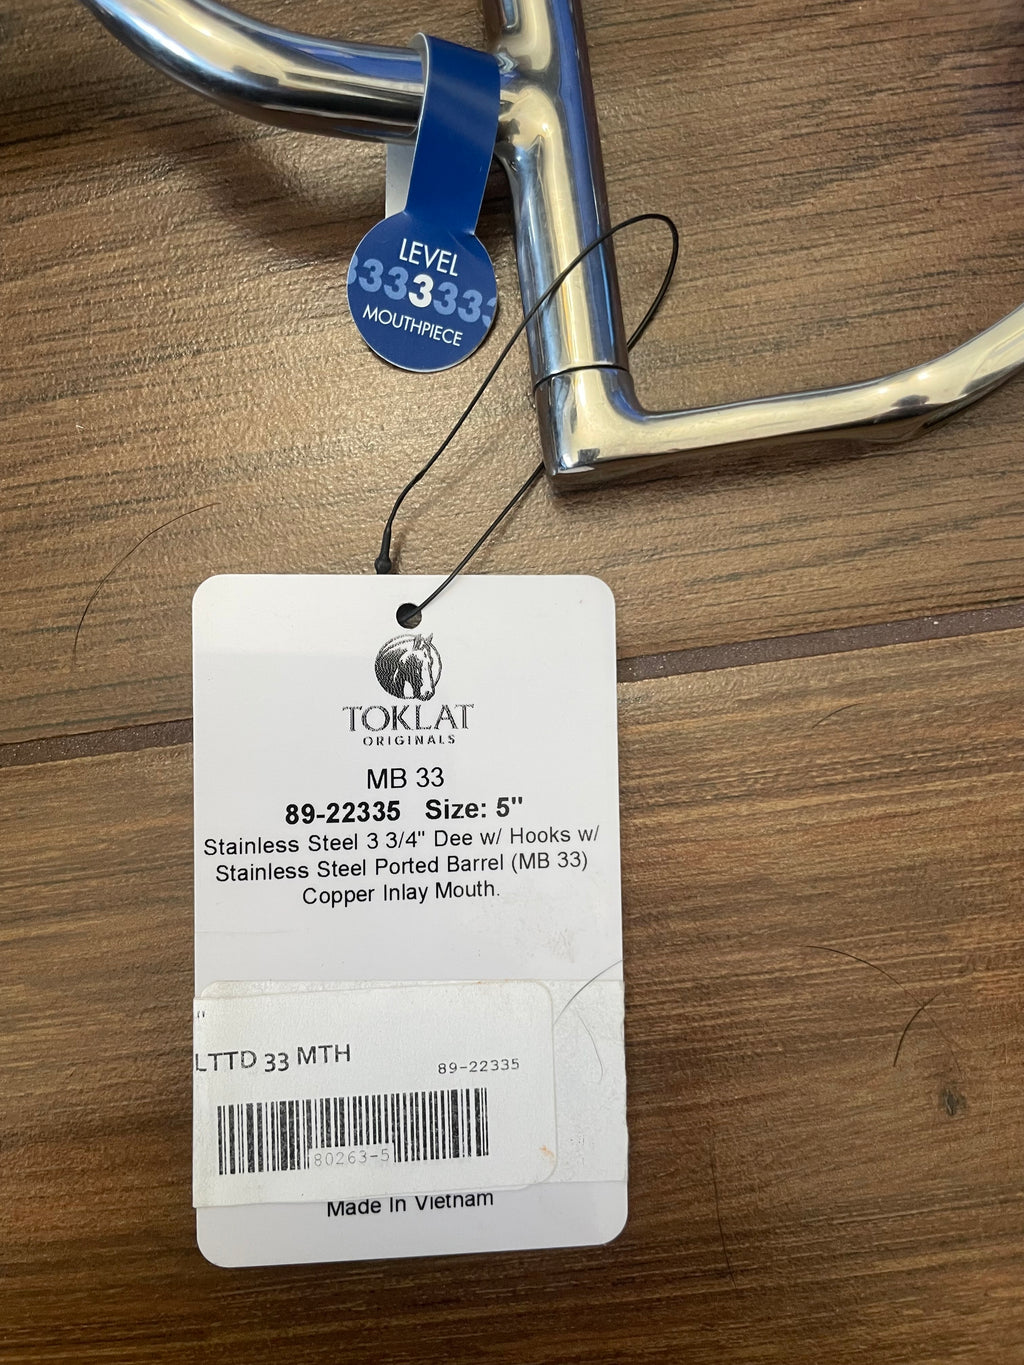 LEVEL
3333333
MOUTHPIECE
TOKLAT
ORIGINALS
MB 33
89-22335 Size: 5"
Stainless Steel 3 3/4" Dee w/ Hooks w/
Stainless Steel Ported Barrel (MB 33)
Copper Inlay Mouth.
"
LTTD 33 MTH
89-22335
80263-5
Made In Vietnam